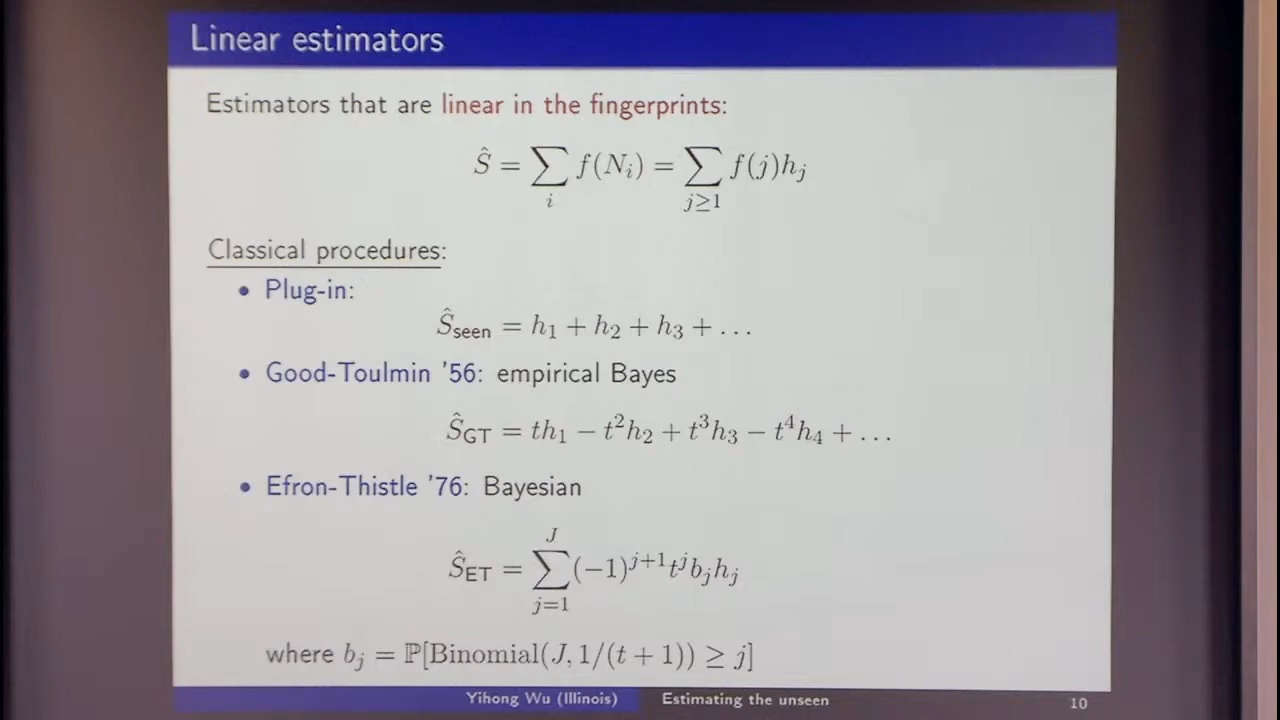 Linear estimators
Estimators that are linear in the fingerprints:
Ŝ = ∑_i f(N_i) = ∑_{j≥1} f(j)h_j
Classical procedures:
• Plug-in:
Ŝ_seen = h_1 + h_2 + h_3 + . . .
• Good-Toulmin '56: empirical Bayes
Ŝ_GT = th_1 − t^2h_2 + t^3h_3 − t^4h_4 + . . .
• Efron-Thistle '76: Bayesian
Ŝ_ET = ∑_{j=1}^{J} (−1)^{j+1}t^jb_jh_j
where b_j = ℙ[Binomial(J, 1/(t + 1)) ≥ j]
Yihong Wu (Illinois) Estimating the unseen 10